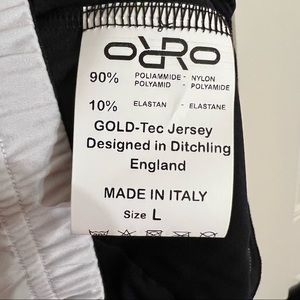 ODRO
90% POLIAMMIDE - NYLON
POLYAMID - POLYAMIDE
10% ELASTAN - ELASTANE
GOLD-Tec Jersey
Designed in Ditchling
England
MADE IN ITALY
Size L